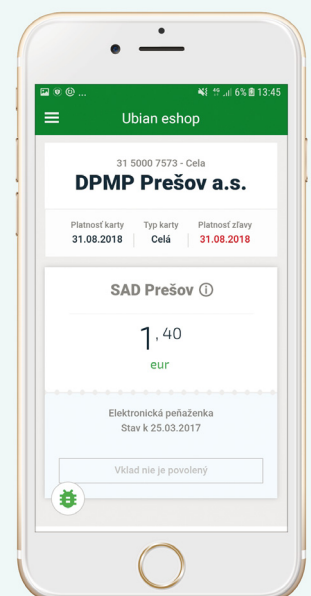 ... 4G 6% 13:45
Ubian eshop
31 5000 7573 - Cela
DPMP Prešov a.s.
Platnosť karty Typ karty Platnosť zľavy
31.08.2018 Celá 31.08.2018
SAD Prešov
1,40
eur
Elektronická peňaženka
Stav k 25.03.2017
Vklad nie je povolený